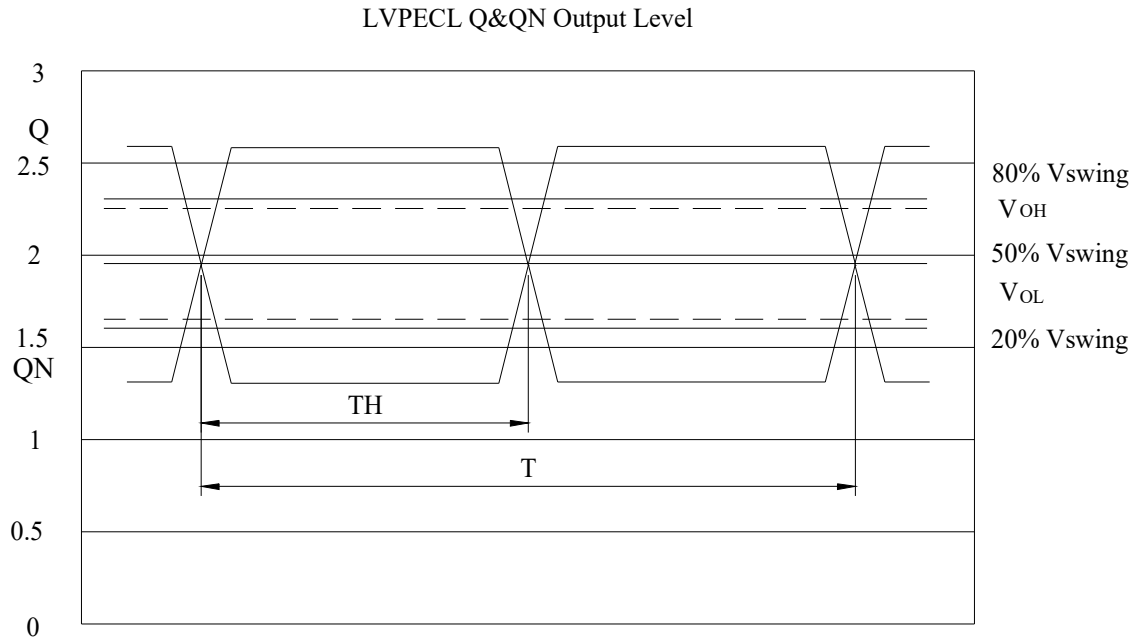 LVPECL Q&QN Output Level
3
Q
2.5
80% Vswing
VOH
2
50% Vswing
VOL
1.5
20% Vswing
QN
TH
1
T
0.5
0